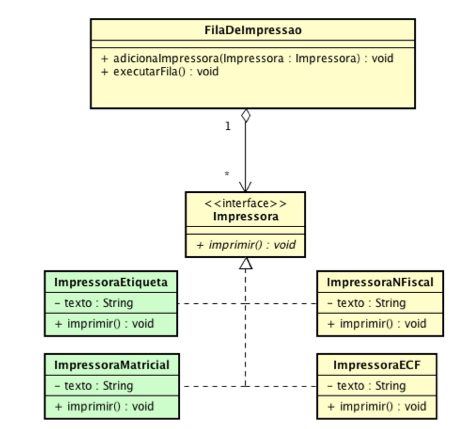 FilaDeImpressao
+ adicionaImpressora(Impressora : Impressora) : void
+ executarFila() : void
1
*
<<interface>>
Impressora
+ imprimir() : void
ImpressoraEtiqueta
- texto : String
+ imprimir() : void
ImpressoraNFiscal
- texto : String
+ imprimir() : void
ImpressoraMatricial
- texto : String
+ imprimir() : void
ImpressoraECF
- texto : String
+ imprimir() : void